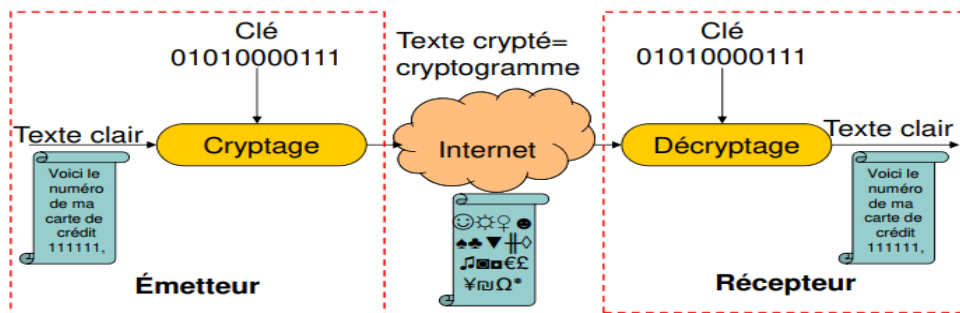 Clé
01010000111
Texte clair
Cryptage
Voici le
numéro
de ma
carte de
crédit
111111,
Émetteur
Texte crypté=
cryptogramme
Internet
☺☼♀☻
♠♣▼╫◊
♫◙◘€£
¥₪Ω*
Clé
01010000111
Décryptage
Texte clair
Voici le
numéro
de ma
carte de
crédit
111111,
Récepteur